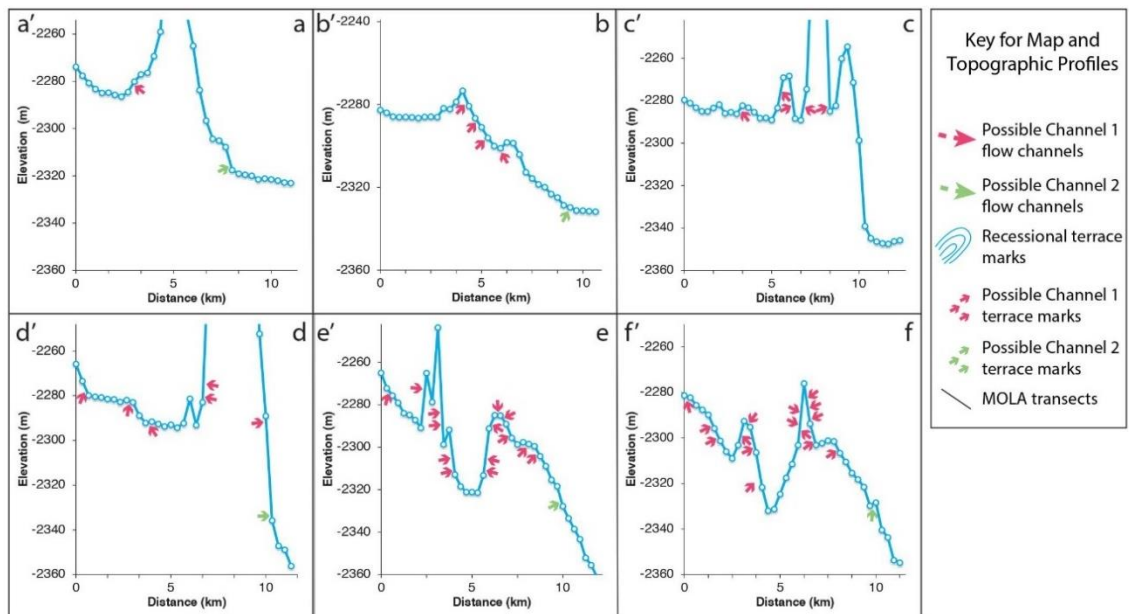 a′ a
-2260
-2280
-2300
-2320
-2340
-2360
Elevation (m)
0 5 10
Distance (km)
b′ b
-2240
-2280
-2320
-2360
Elevation (m)
0 5 10
Distance (km)
c′ c
-2260
-2280
-2300
-2320
-2340
-2360
Elevation (m)
0 5 10
Distance (km)
d′ d
-2260
-2280
-2300
-2320
-2340
-2360
Elevation (m)
0 5 10
Distance (km)
e′ e
-2260
-2280
-2300
-2320
-2340
-2360
Elevation (m)
0 5 10
Distance (km)
f′ f
-2260
-2280
-2300
-2320
-2340
-2360
Elevation (m)
0 5 10
Distance (km)
Key for Map and
Topographic Profiles
Possible Channel 1
flow channels
Possible Channel 2
flow channels
Recessional terrace
marks
Possible Channel 1
terrace marks
Possible Channel 2
terrace marks
MOLA transects